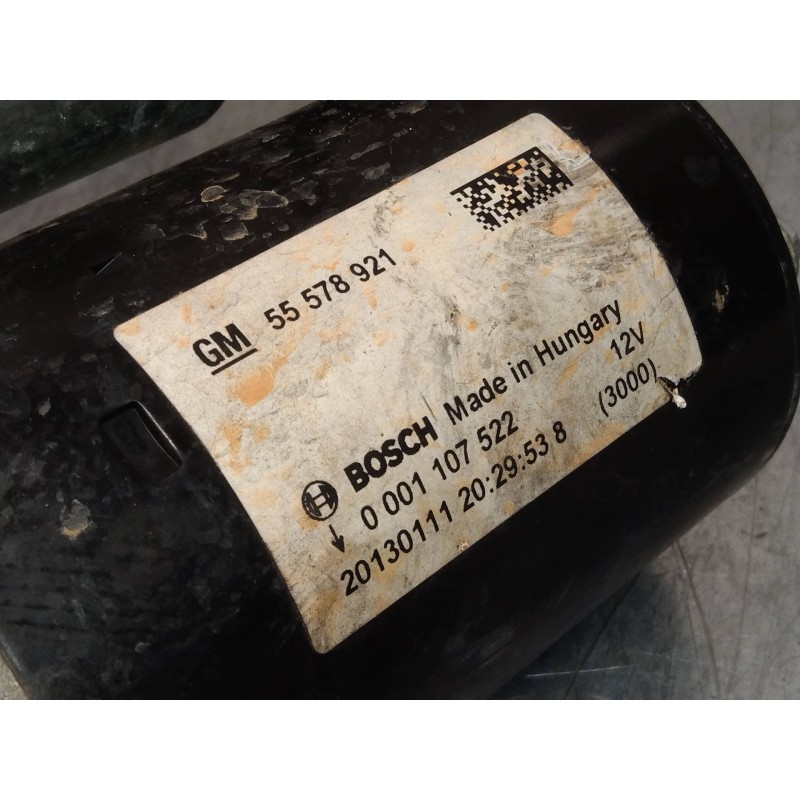 GM 55 578 921
BOSCH Made in Hungary
0 001 107 522 12V
20130111 20:29:53 8 (3000)